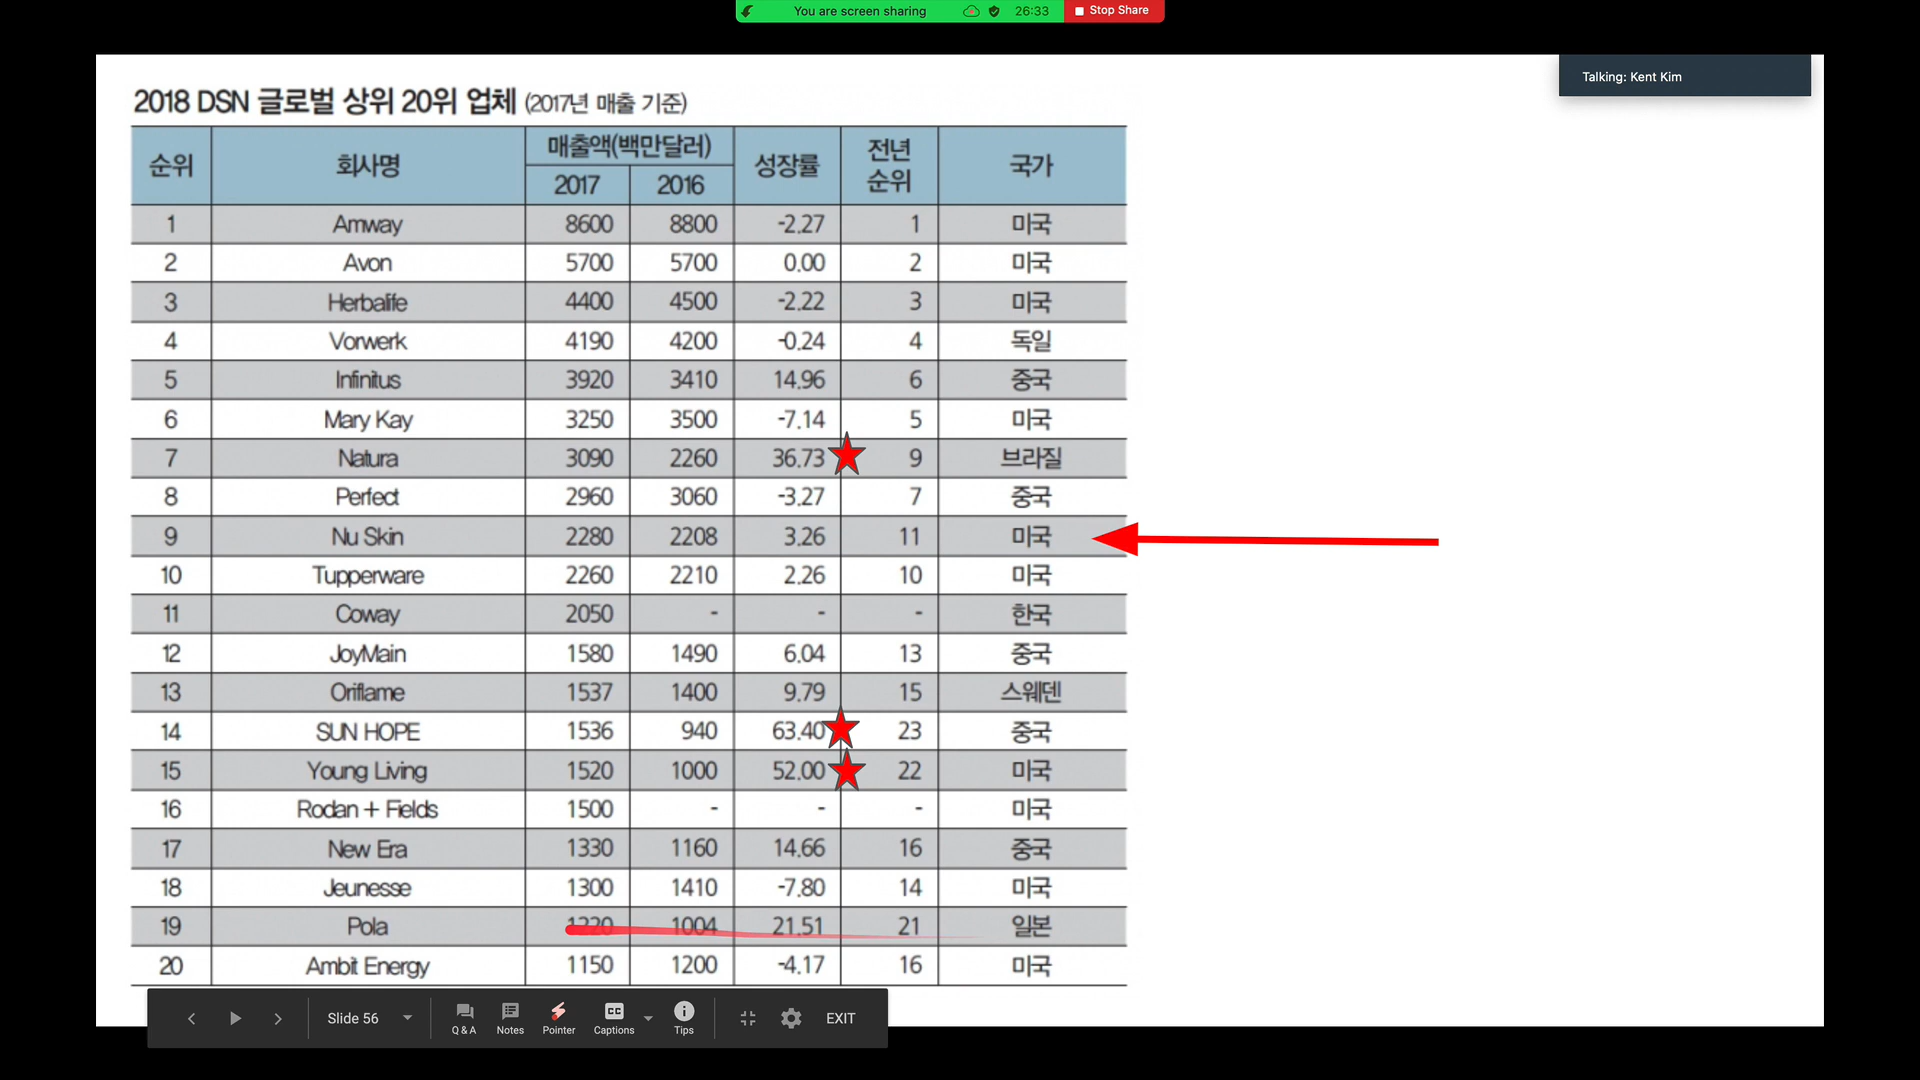 You are screen sharing 26:33 Stop Share
Talking: Kent Kim
2018 DSN 글로벌 상위 20위 업체 (2017년 매출 기준)
순위 회사명 매출액(백만달러) 성장률 전년 순위 국가
2017 2016
1 Amway 8600 8800 -2.27 1 미국
2 Avon 5700 5700 0.00 2 미국
3 Herbalife 4400 4500 -2.22 3 미국
4 Vorwerk 4190 4200 -0.24 4 독일
5 Infinitus 3920 3410 14.96 6 중국
6 Mary Kay 3250 3500 -7.14 5 미국
7 Natura 3090 2260 36.73 9 브라질
8 Perfect 2960 3060 -3.27 7 중국
9 Nu Skin 2280 2208 3.26 11 미국
10 Tupperware 2260 2210 2.26 10 미국
11 Coway 2050 - - - 한국
12 JoyMain 1580 1490 6.04 13 중국
13 Oriflame 1537 1400 9.79 15 스웨덴
14 SUN HOPE 1536 940 63.40 23 중국
15 Young Living 1520 1000 52.00 22 미국
16 Rodan + Fields 1500 - - - 미국
17 New Era 1330 1160 14.66 16 중국
18 Jeunesse 1300 1410 -7.80 14 미국
19 Pola 1220 1004 21.51 21 일본
20 Ambit Energy 1150 1200 -4.17 16 미국
Slide 56 Q & A Notes Pointer CC Captions Tips EXIT